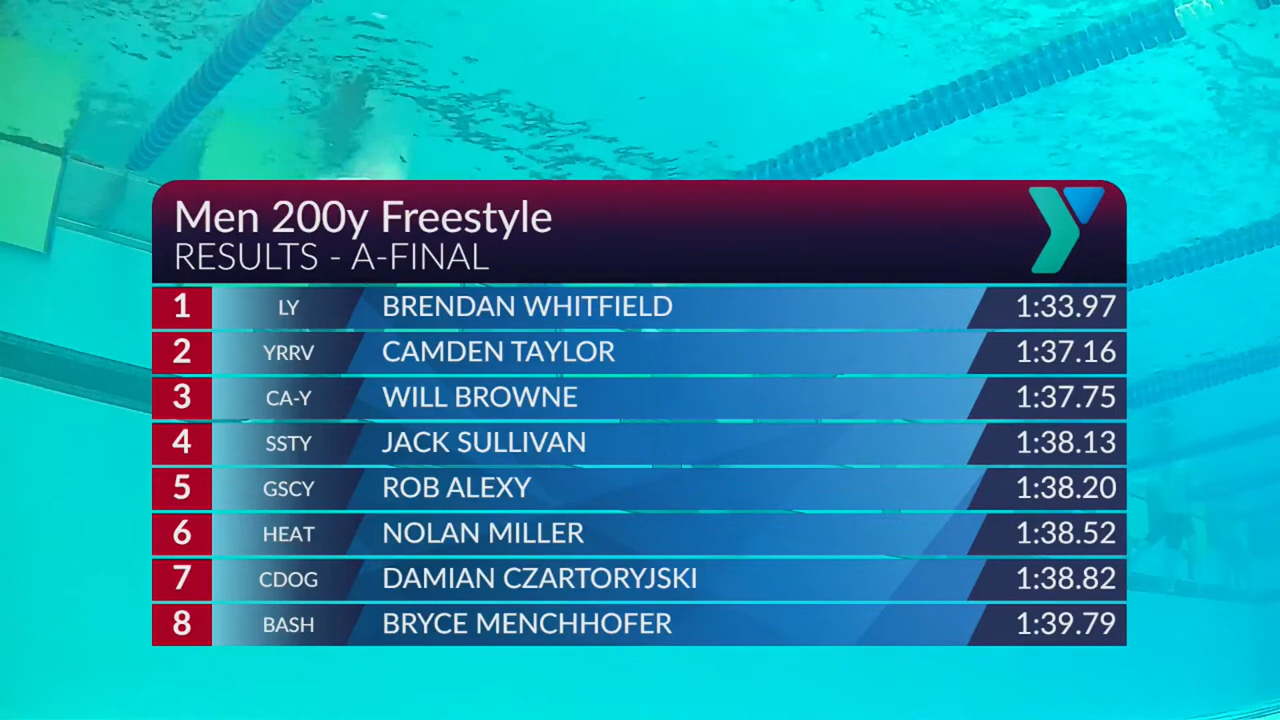 Men 200y Freestyle
RESULTS - A-FINAL
1 LY BRENDAN WHITFIELD 1:33.97
2 YRRV CAMDEN TAYLOR 1:37.16
3 CA-Y WILL BROWNE 1:37.75
4 SSTY JACK SULLIVAN 1:38.13
5 GSCY ROB ALEXY 1:38.20
6 HEAT NOLAN MILLER 1:38.52
7 CDOG DAMIAN CZARTORYJSKI 1:38.82
8 BASH BRYCE MENCHHOFER 1:39.79